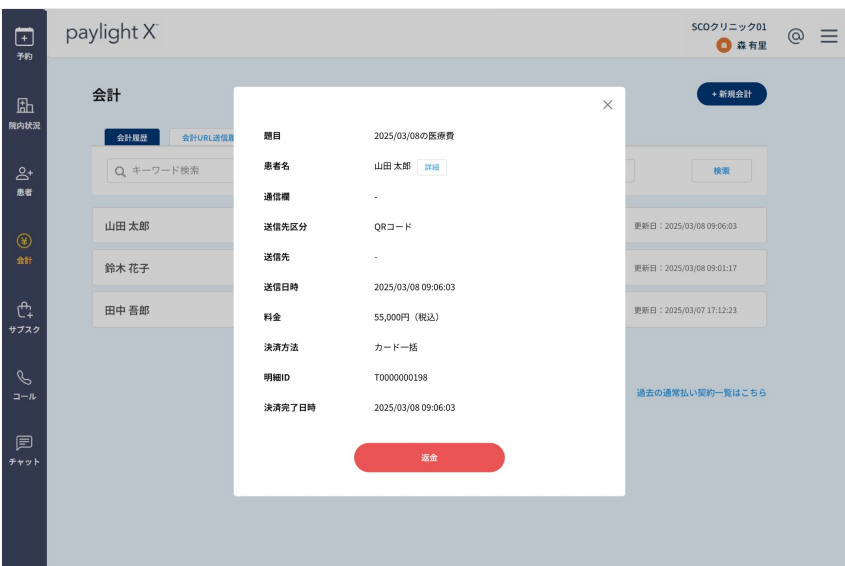 paylight X
SCOクリニック01
森 有里
予約
院内状況
患者
会計
サブスク
コール
チャット
会計
+ 新規会計
会計履歴
会計URL送信履
キーワード検索
検索
山田 太郎
更新日：2025/03/08 09:06:03
鈴木 花子
更新日：2025/03/08 09:01:17
田中 吾郎
更新日：2025/03/07 17:12:23
過去の通常払い契約一覧はこちら
題目 2025/03/08の医療費
患者名 山田 太郎 詳細
通信欄 -
送信先区分 QRコード
送信先 -
送信日時 2025/03/08 09:06:03
料金 55,000円（税込）
決済方法 カード一括
明細ID T0000000198
決済完了日時 2025/03/08 09:06:03
返金